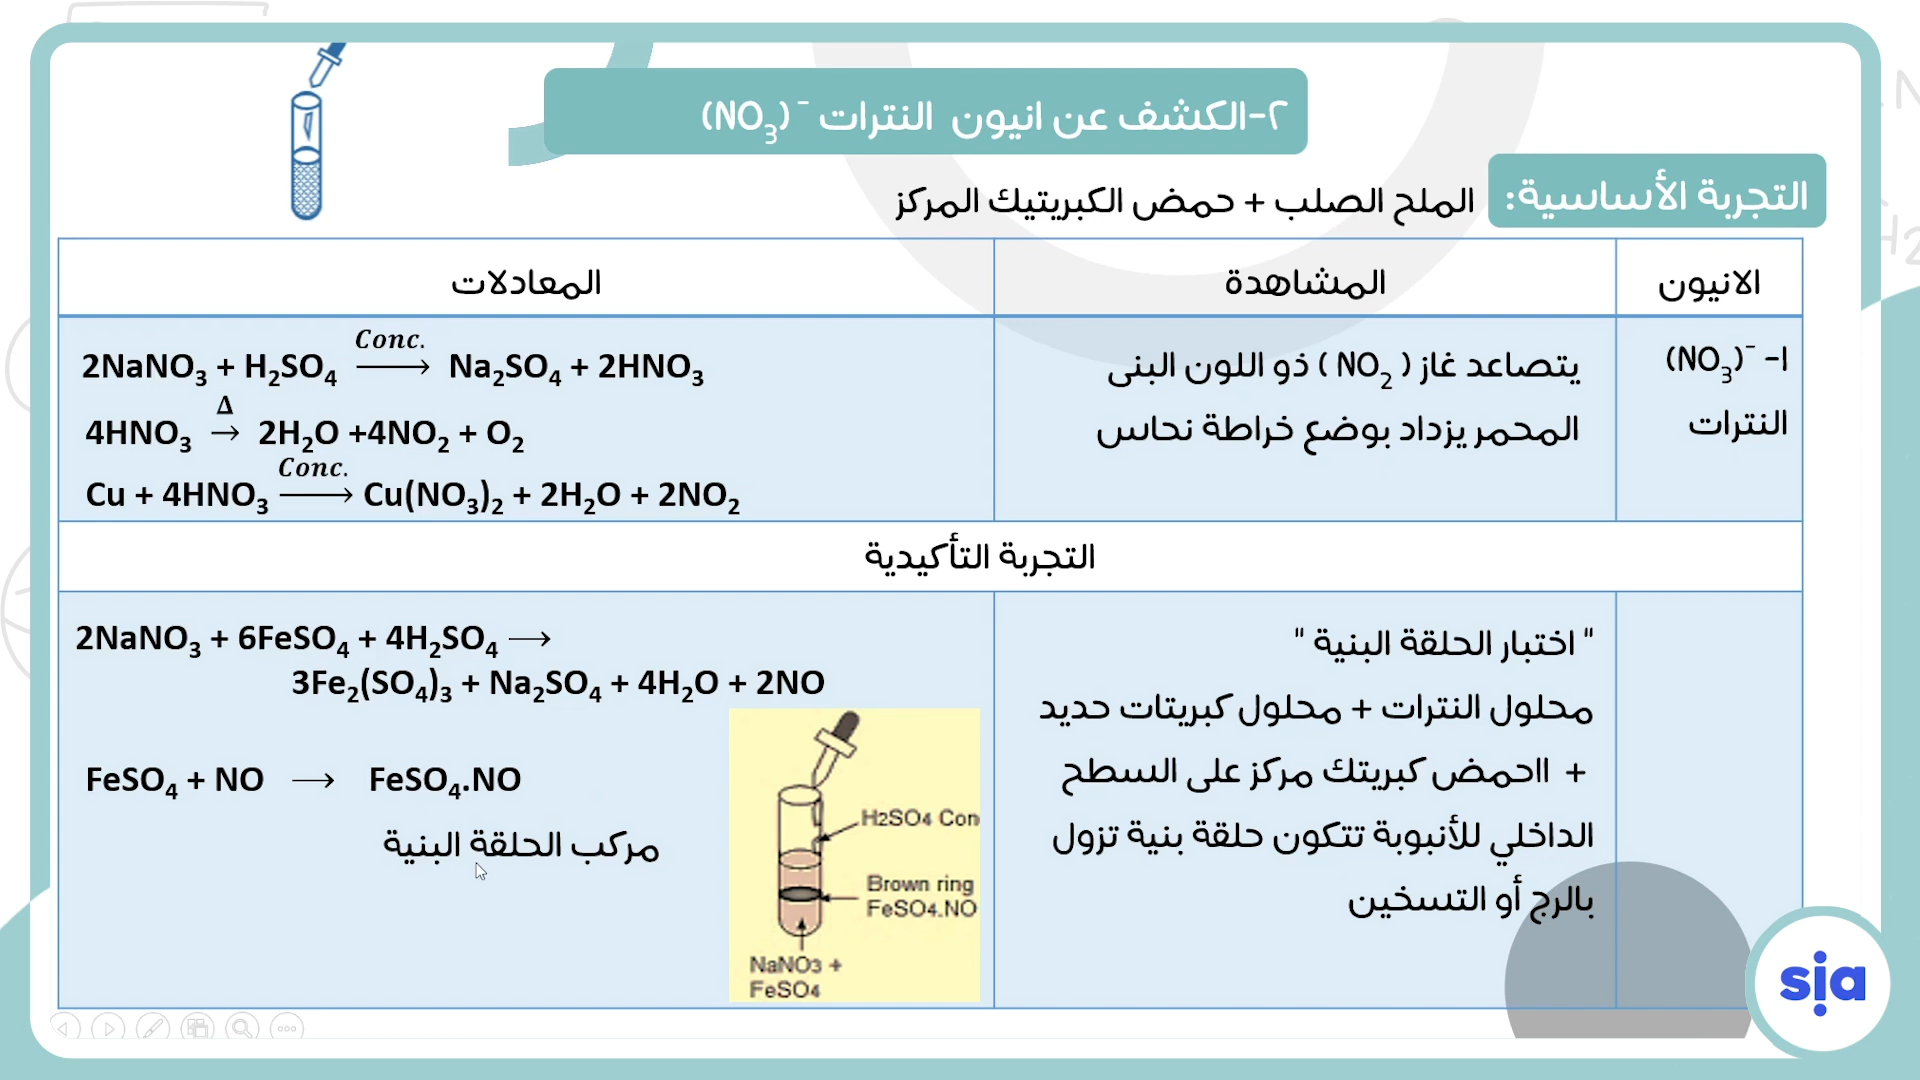 ٢-الكشف عن انيون النترات (NO₃)⁻
التجربة الأساسية:
الملح الصلب + حمض الكبريتيك المركز
الانيون
المشاهدة
المعادلات
ا- (NO₃)⁻
النترات
يتصاعد غاز ( NO₂ ) ذو اللون البنى
المحمر يزداد بوضع خراطة نحاس
Conc.
2NaNO₃ + H₂SO₄ ⟶ Na₂SO₄ + 2HNO₃
Δ
4HNO₃ → 2H₂O +4NO₂ + O₂
Conc.
Cu + 4HNO₃ ⟶ Cu(NO₃)₂ + 2H₂O + 2NO₂
التجربة التأكيدية
" اختبار الحلقة البنية "
محلول النترات + محلول كبريتات حديد
+ ااحمض كبريتك مركز على السطح
الداخلي للأنبوبة تتكون حلقة بنية تزول
بالرج أو التسخين
2NaNO₃ + 6FeSO₄ + 4H₂SO₄ ⟶
3Fe₂(SO₄)₃ + Na₂SO₄ + 4H₂O + 2NO
FeSO₄ + NO ⟶ FeSO₄.NO
مركب الحلقة البنية
H2SO4 Con
Brown ring
FeSO4.NO
NaNO3 +
FeSO4
sia